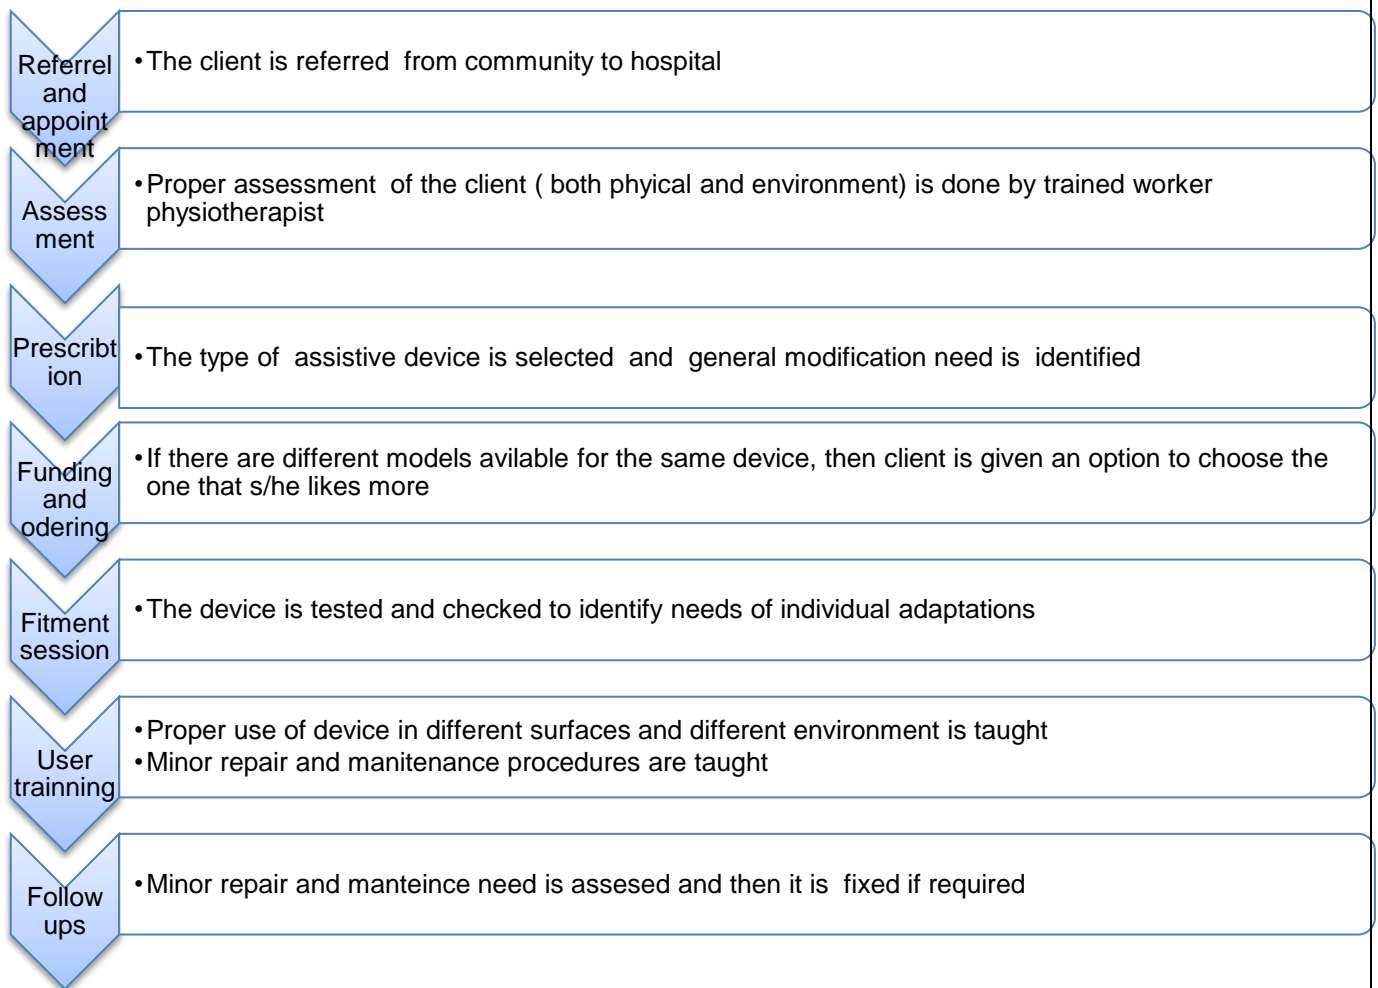 Referrel
and
appoint
ment
•The client is referred  from community to hospital
Assess
ment
•Proper assessment  of the client ( both phyical and environment) is done by trained worker
physiotherapist
Prescribt
ion
•The type of  assistive device is selected  and  general modification need is  identified
Funding
and
odering
•If there are different models avilable for the same device, then client is given an option to choose the
one that s/he likes more
Fitment
session
•The device is tested and checked to identify needs of individual adaptations
User
trainning
•Proper use of device in different surfaces and different environment is taught
•Minor repair and manitenance procedures are taught
Follow
ups
•Minor repair and manteince need is assesed and then it is  fixed if required